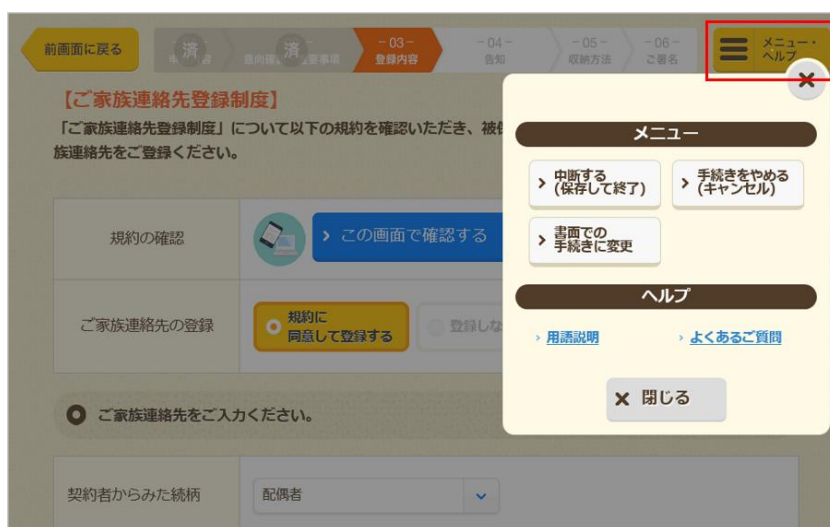 前画面に戻る
済
済
－03－
登録内容
－04－
告知
－05－
収納方法
－06－
ご署名
メニュー・
ヘルプ
【ご家族連絡先登録制度】
「ご家族連絡先登録制度」について以下の規約を確認いただき、被
族連絡先をご登録ください。
メニュー
中断する
(保存して終了)
手続きをやめる
(キャンセル)
書面での
手続きに変更
ヘルプ
用語説明
よくあるご質問
閉じる
規約の確認
この画面で確認する
ご家族連絡先の登録
規約に
同意して登録する
登録しな
ご家族連絡先をご入力ください。
契約者からみた続柄
配偶者